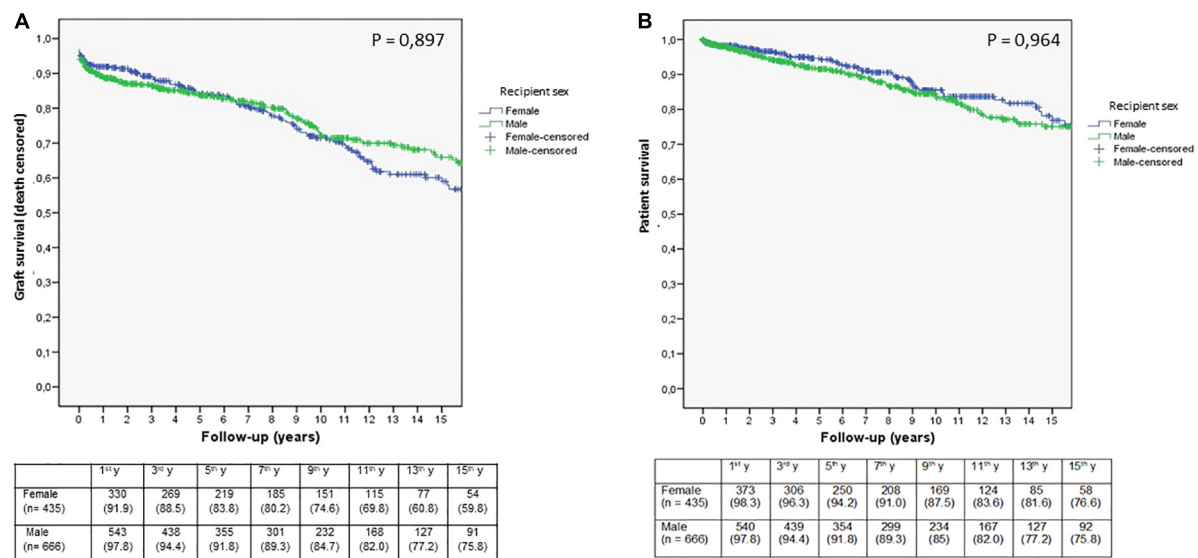 A
P = 0,897
Graft survival (death censored)
1,0
0,9
0,8
0,7
0,6
0,5
0,4
0,3
0,2
0,1
0,0
0 1 2 3 4 5 6 7 8 9 10 11 12 13 14 15
Follow-up (years)
Recipient sex
Female
Male
Female-censored
Male-censored
1st y 3rd y 5th y 7th y 9th y 11th y 13th y 15th y
Female 330 269 219 185 151 115 77 54
(n= 435) (91.9) (88.5) (83.8) (80.2) (74.6) (69.8) (60.8) (59.8)
Male 543 438 355 301 232 168 127 91
(n= 666) (97.8) (94.4) (91.8) (89.3) (84.7) (82.0) (77.2) (75.8)
B
P = 0,964
Patient survival
1,0
0,9
0,8
0,7
0,6
0,5
0,4
0,3
0,2
0,1
0,0
0 1 2 3 4 5 6 7 8 9 10 11 12 13 14 15
Follow-up (years)
Recipient sex
Female
Male
Female-censored
Male-censored
1st y 3rd y 5th y 7th y 9th y 11th y 13th y 15th y
Female 373 306 250 208 169 124 85 58
(n = 435) (98.3) (96.3) (94.2) (91.0) (87.5) (83.6) (81.6) (76.6)
Male 540 439 354 299 234 167 127 92
(n = 666) (97.8) (94.4) (91.8) (89.3) (85) (82.0) (77.2) (75.8)